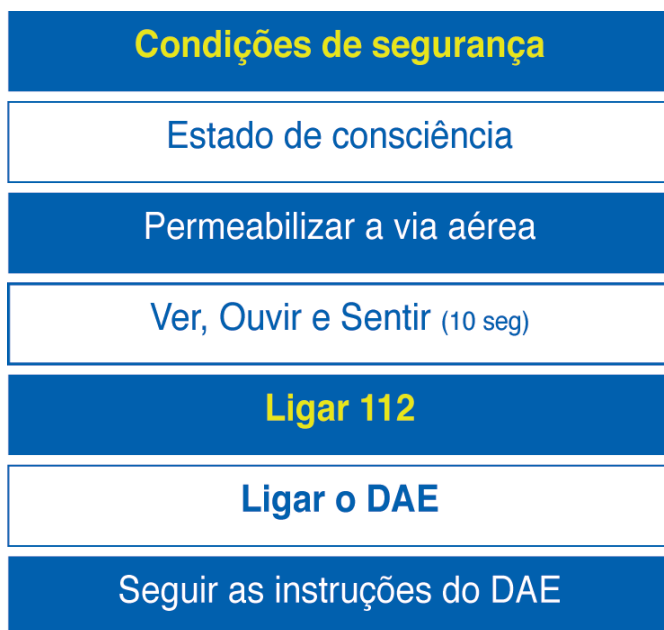 Condições de segurança
Estado de consciência
Permeabilizar a via aérea
Ver, Ouvir e Sentir (10 seg)
Ligar 112
Ligar o DAE
Seguir as instruções do DAE